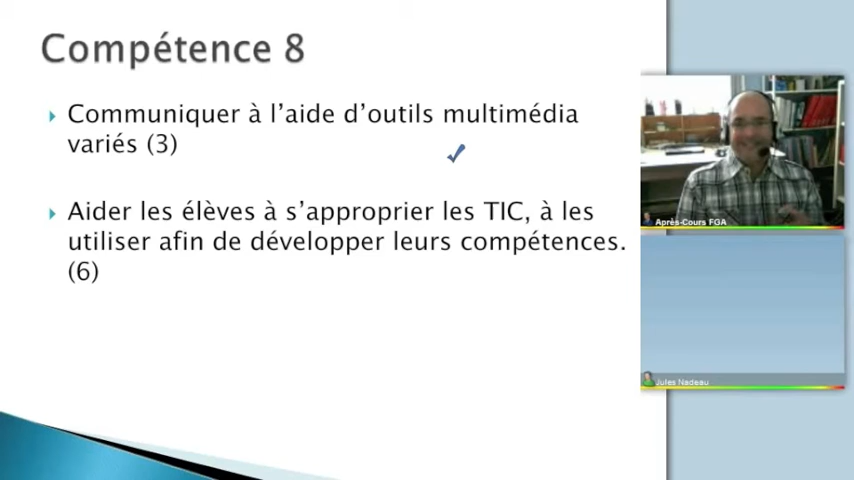 Compétence 8
Communiquer à l’aide d’outils multimédia
variés (3)
Aider les élèves à s’approprier les TIC, à les
utiliser afin de développer leurs compétences.
(6)
Après-Cours FGA
Jules Nadeau